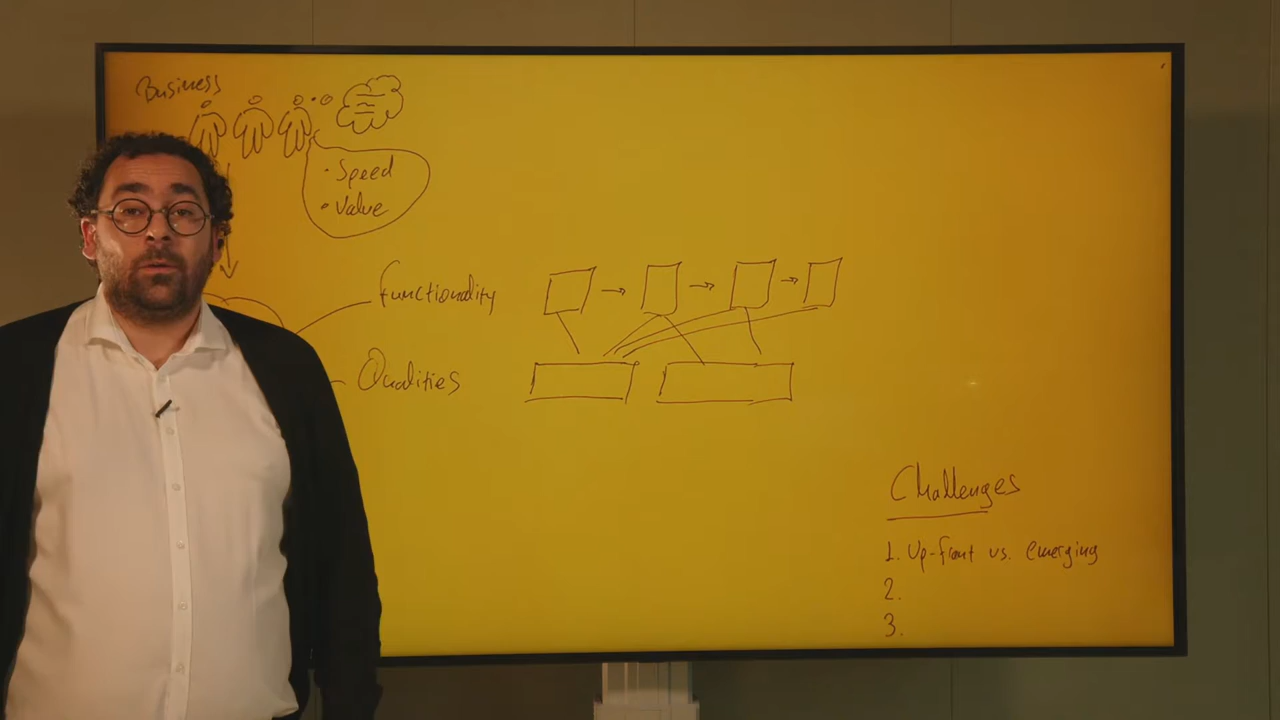 Business
• Speed
• Value
functionality
Qualities
Challenges
1. Up-front vs. emerging
2.
3.